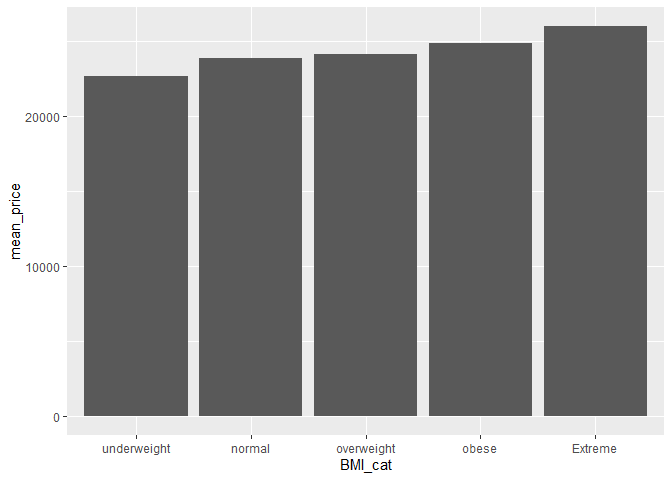 mean_price
20000
10000
0
underweight normal overweight obese Extreme
BMI_cat